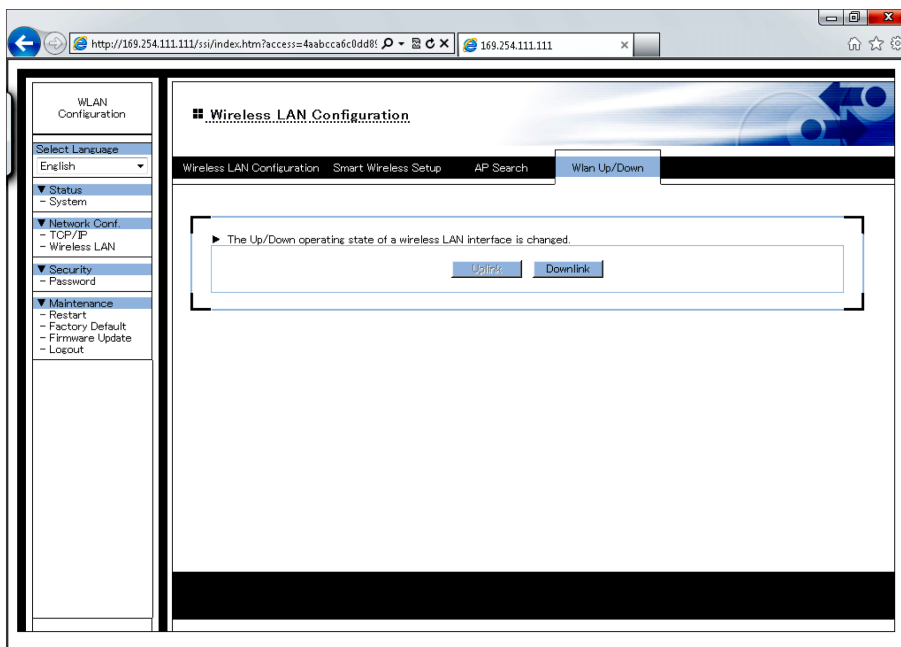 http://169.254.111.111/ssi/index.htm?access=4aabcca6c0dd8
169.254.111.111
WLAN
Configuration
Select Language
English
▼ Status
- System
▼ Network Conf.
- TCP/IP
- Wireless LAN
▼ Security
- Password
▼ Maintenance
- Restart
- Factory Default
- Firmware Update
- Logout
Wireless LAN Configuration
Wireless LAN Configuration Smart Wireless Setup AP Search Wlan Up/Down
► The Up/Down operating state of a wireless LAN interface is changed.
Uplink Downlink